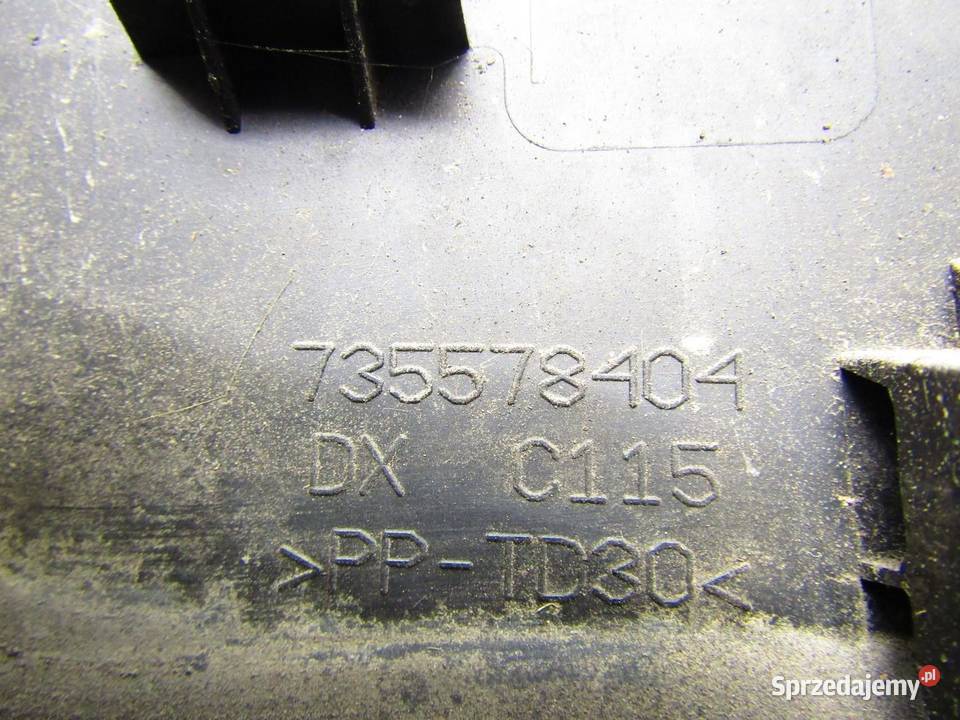 735578404
DX C115
>PP-TD30<
Sprzedajemy.pl